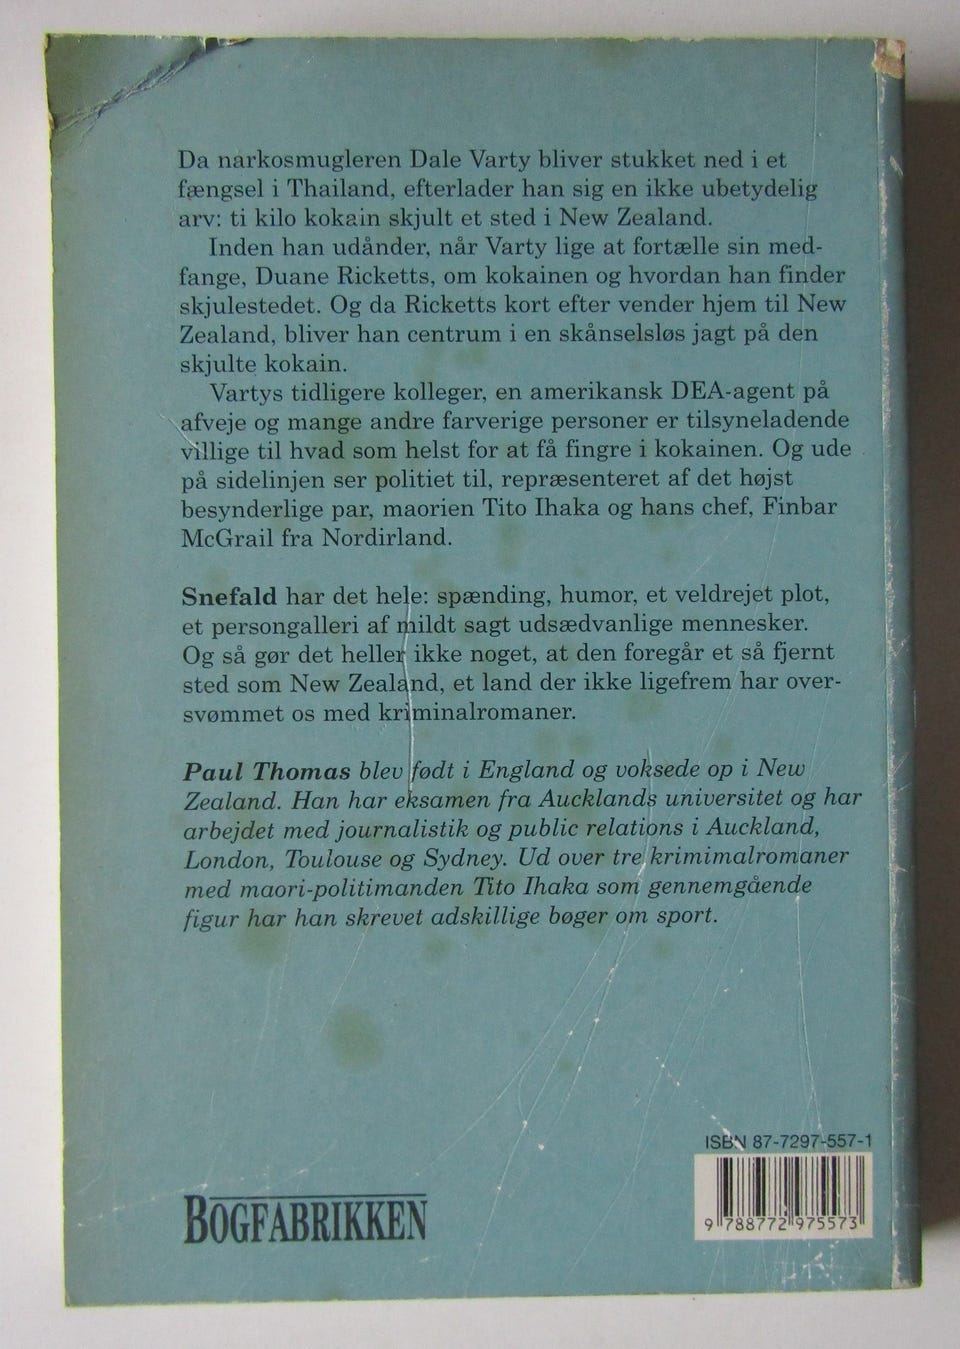 Da narkosmugleren Dale Varty bliver stukket ned i et
fængsel i Thailand, efterlader han sig en ikke ubetydelig
arv: ti kilo kokain skjult et sted i New Zealand.
Inden han udånder, når Varty lige at fortælle sin med-
fange, Duane Ricketts, om kokainen og hvordan han finder
skjulestedet. Og da Ricketts kort efter vender hjem til New
Zealand, bliver han centrum i en skånselsløs jagt på den
skjulte kokain.
Vartys tidligere kolleger, en amerikansk DEA-agent på
afveje og mange andre farverige personer er tilsyneladende
villige til hvad som helst for at få fingre i kokainen. Og ude
på sidelinjen ser politiet til, repræsenteret af det højst
besynderlige par, maorien Tito Ihaka og hans chef, Finbar
McGrail fra Nordirland.
Snefald har det hele: spænding, humor, et veldrejet plot,
et persongalleri af mildt sagt udsædvanlige mennesker.
Og så gør det heller ikke noget, at den foregår et så fjernt
sted som New Zealand, et land der ikke ligefrem har over-
svømmet os med kriminalromaner.
Paul Thomas blev født i England og voksede op i New
Zealand. Han har eksamen fra Aucklands universitet og har
arbejdet med journalistik og public relations i Auckland,
London, Toulouse og Sydney. Ud over tre krimimalromaner
med maori-politimanden Tito Ihaka som gennemgående
figur har han skrevet adskillige bøger om sport.
ISBN 87-7297-557-1
9 788772 975573
BOGFABRIKKEN